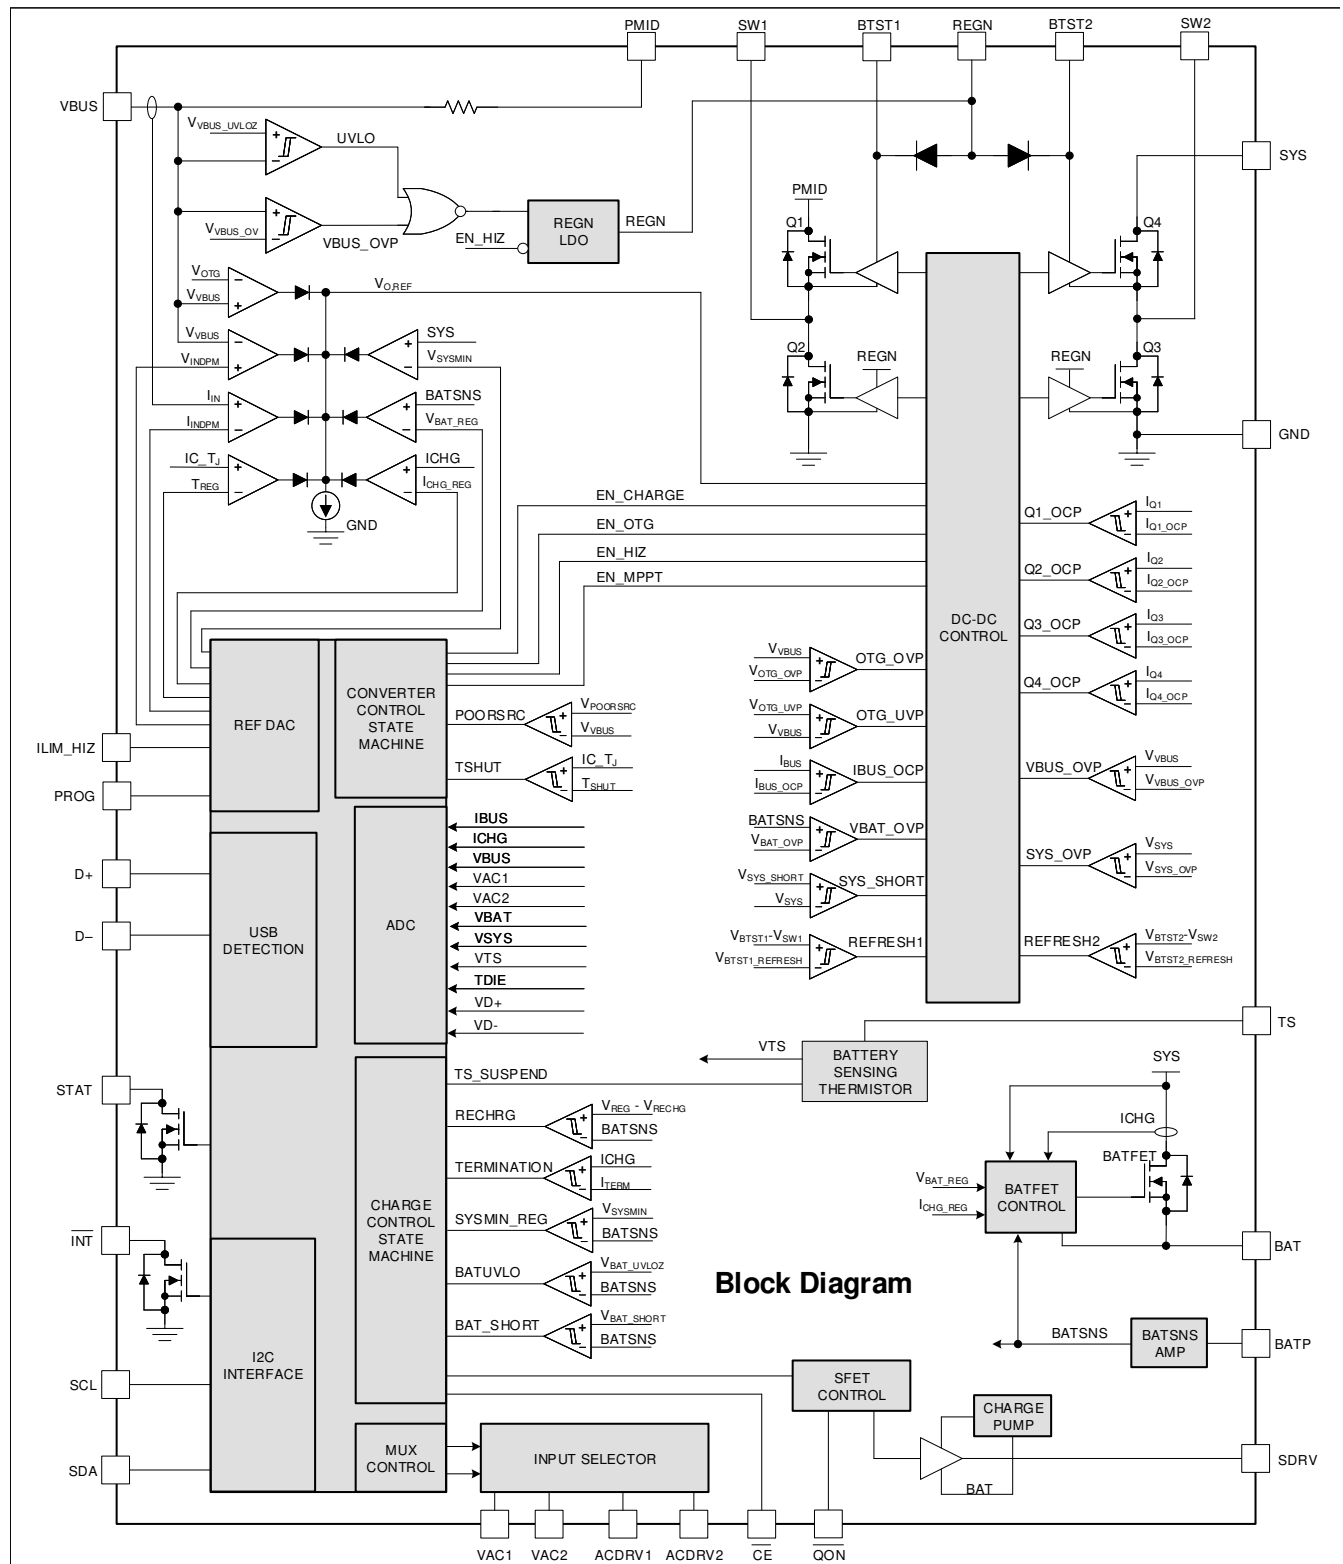 PMID
SW1
BTST1
REGN
BTST2
SW2
VBUS
VVBUS_UVLOZ
UVLO
SYS
PMID
Q1
Q4
VVBUS_OV
VBUS_OVP
EN_HIZ
REGN
LDO
REGN
VOTG
VVBUS
VO,REF
VVBUS
VINDPM
SYS
VSYSMIN
Q2
REGN
REGN
Q3
IIN
IINDPM
BATSNS
VBAT_REG
GND
IC_TJ
TREG
ICHG
ICHG_REG
GND
EN_CHARGE
EN_OTG
EN_HIZ
EN_MPPT
DC-DC
CONTROL
Q1_OCP
IQ1
IQ1_OCP
Q2_OCP
IQ2
IQ2_OCP
Q3_OCP
IQ3
IQ3_OCP
Q4_OCP
IQ4
IQ4_OCP
VVBUS
VOTG_OVP
OTG_OVP
VOTG_UVP
VVBUS
OTG_UVP
IBUS
IBUS_OCP
IBUS_OCP
VBUS_OVP
VVBUS
VVBUS_OVP
BATSNS
VBAT_OVP
VBAT_OVP
SYS_OVP
VSYS
VSYS_OVP
VSYS_SHORT
VSYS
SYS_SHORT
VBTST1-VSW1
VBTST1_REFRESH
REFRESH1
REFRESH2
VBTST2-VSW2
VBTST2_REFRESH
REF DAC
CONVERTER
CONTROL
STATE
MACHINE
POORSRC
VPOORSRC
VVBUS
TSHUT
IC_TJ
TSHUT
ILIM_HIZ
PROG
D+
D–
USB
DETECTION
ADC
IBUS
ICHG
VBUS
VAC1
VAC2
VBAT
VSYS
VTS
TDIE
VD+
VD-
TS
VTS
BATTERY
SENSING
THERMISTOR
TS_SUSPEND
STAT
RECHRG
VREG - VRECHG
BATSNS
TERMINATION
ICHG
ITERM
CHARGE
CONTROL
STATE
MACHINE
SYSMIN_REG
VSYSMIN
BATSNS
BATUVLO
VBAT_UVLOZ
BATSNS
BAT_SHORT
VBAT_SHORT
BATSNS
SYS
ICHG
BATFET
VBAT_REG
ICHG_REG
BATFET
CONTROL
BAT
INT
Block Diagram
BATSNS
BATSNS
AMP
BATP
I2C
INTERFACE
SCL
SDA
SFET
CONTROL
CHARGE
PUMP
BAT
SDRV
MUX
CONTROL
INPUT SELECTOR
VAC1
VAC2
ACDRV1
ACDRV2
CE
QON